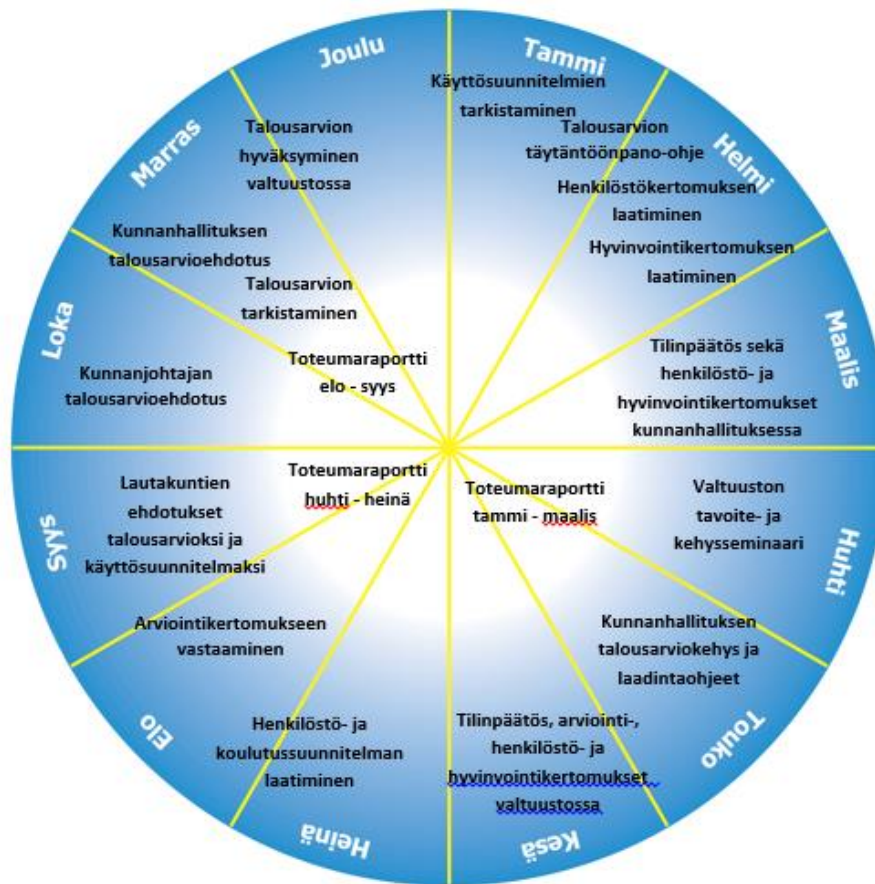 Tammi
Käyttösuunnitelmien
tarkistaminen
Talousarvion
täytäntöönpano-ohje
Helmi
Henkilöstökertomuksen
laatiminen
Hyvinvointikertomuksen
laatiminen
Maalis
Tilinpäätös sekä
henkilöstö- ja
hyvinvointikertomukset
kunnanhallituksessa
Huhti
Valtuuston
tavoite- ja
kehysseminaari
Toteumaraportti
tammi - maalis
Touko
Kunnanhallituksen
talousarviokehys ja
laadintaohjeet
Kesä
Tilinpäätös, arviointi-,
henkilöstö- ja
hyvinvointikertomukset
valtuustossa
Heinä
Henkilöstö- ja
koulutussuunnitelman
laatiminen
Elo
Arviointikertomukseen
vastaaminen
Toteumaraportti
huhti - heinä
Syys
Lautakuntien
ehdotukset
talousarvioksi ja
käyttösuunnitelmaksi
Loka
Kunnanjohtajan
talousarvioehdotus
Toteumaraportti
elo - syys
Marras
Kunnanhallituksen
talousarvioehdotus
Talousarvion
tarkistaminen
Joulu
Talousarvion
hyväksyminen
valtuustossa